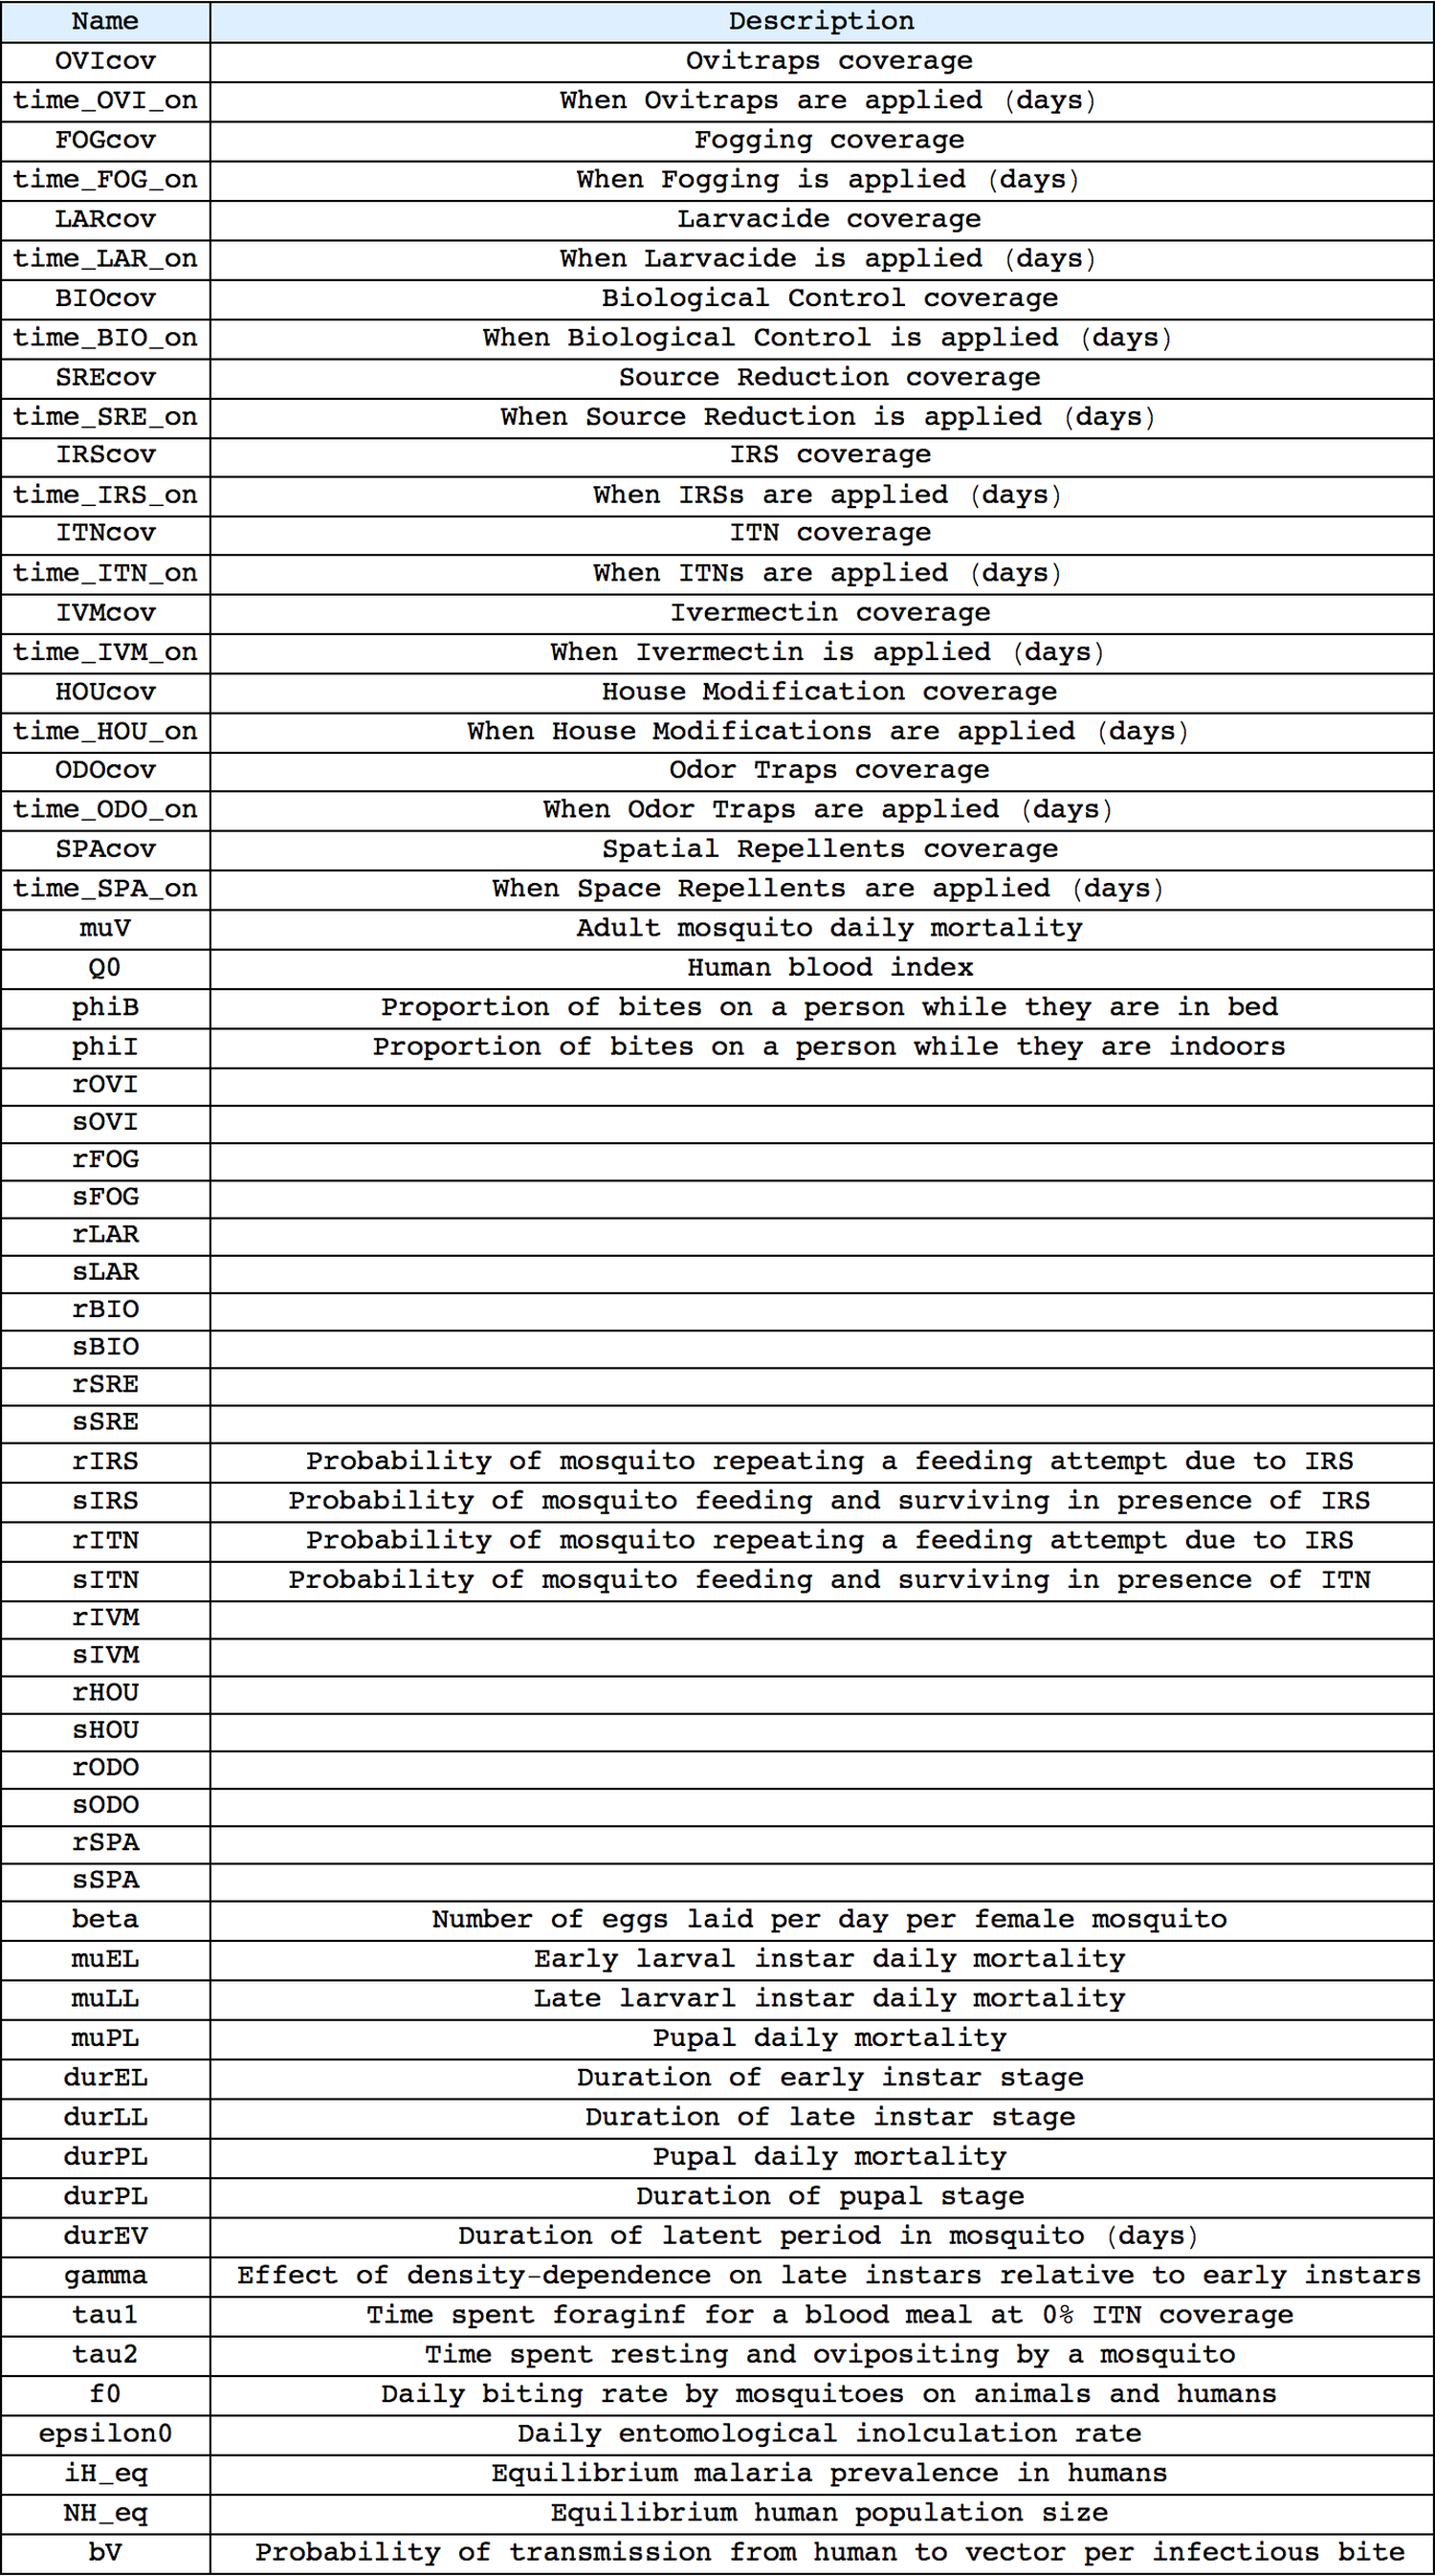 Name Description
OVIcov Ovitraps coverage
time_OVI_on When Ovitraps are applied (days)
FOGcov Fogging coverage
time_FOG_on When Fogging is applied (days)
LARcov Larvacide coverage
time_LAR_on When Larvacide is applied (days)
BIOcov Biological Control coverage
time_BIO_on When Biological Control is applied (days)
SREcov Source Reduction coverage
time_SRE_on When Source Reduction is applied (days)
IRScov IRS coverage
time_IRS_on When IRSs are applied (days)
ITNcov ITN coverage
time_ITN_on When ITNs are applied (days)
IVMcov Ivermectin coverage
time_IVM_on When Ivermectin is applied (days)
HOUcov House Modification coverage
time_HOU_on When House Modifications are applied (days)
ODOcov Odor Traps coverage
time_ODO_on When Odor Traps are applied (days)
SPAcov Spatial Repellents coverage
time_SPA_on When Space Repellents are applied (days)
muV Adult mosquito daily mortality
Q0 Human blood index
phiB Proportion of bites on a person while they are in bed
phiI Proportion of bites on a person while they are indoors
rOVI
sOVI
rFOG
sFOG
rLAR
sLAR
rBIO
sBIO
rSRE
sSRE
rIRS Probability of mosquito repeating a feeding attempt due to IRS
sIRS Probability of mosquito feeding and surviving in presence of IRS
rITN Probability of mosquito repeating a feeding attempt due to IRS
sITN Probability of mosquito feeding and surviving in presence of ITN
rIVM
sIVM
rHOU
sHOU
rODO
sODO
rSPA
sSPA
beta Number of eggs laid per day per female mosquito
muEL Early larval instar daily mortality
muLL Late larvarl instar daily mortality
muPL Pupal daily mortality
durEL Duration of early instar stage
durLL Duration of late instar stage
durPL Pupal daily mortality
durPL Duration of pupal stage
durEV Duration of latent period in mosquito (days)
gamma Effect of density-dependence on late instars relative to early instars
tau1 Time spent foraginf for a blood meal at 0% ITN coverage
tau2 Time spent resting and ovipositing by a mosquito
f0 Daily biting rate by mosquitoes on animals and humans
epsilon0 Daily entomological inolculation rate
iH_eq Equilibrium malaria prevalence in humans
NH_eq Equilibrium human population size
bV Probability of transmission from human to vector per infectious bite